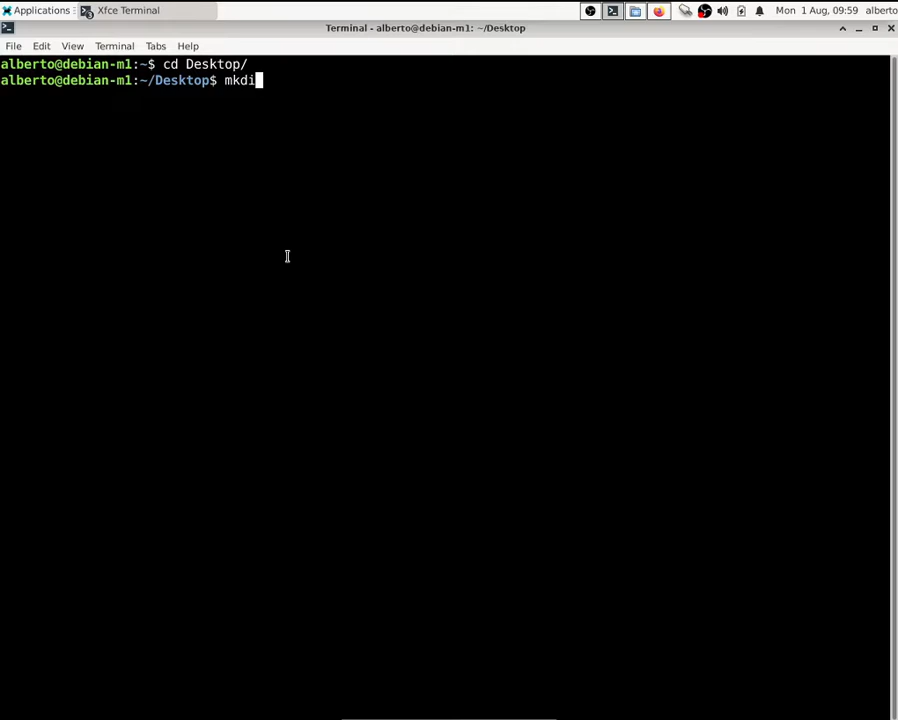 Applications Xfce Terminal Mon 1 Aug, 09:59 alberto
Terminal - alberto@debian-m1: ~/Desktop
File Edit View Terminal Tabs Help
alberto@debian-m1:~$ cd Desktop/
alberto@debian-m1:~/Desktop$ mkdi